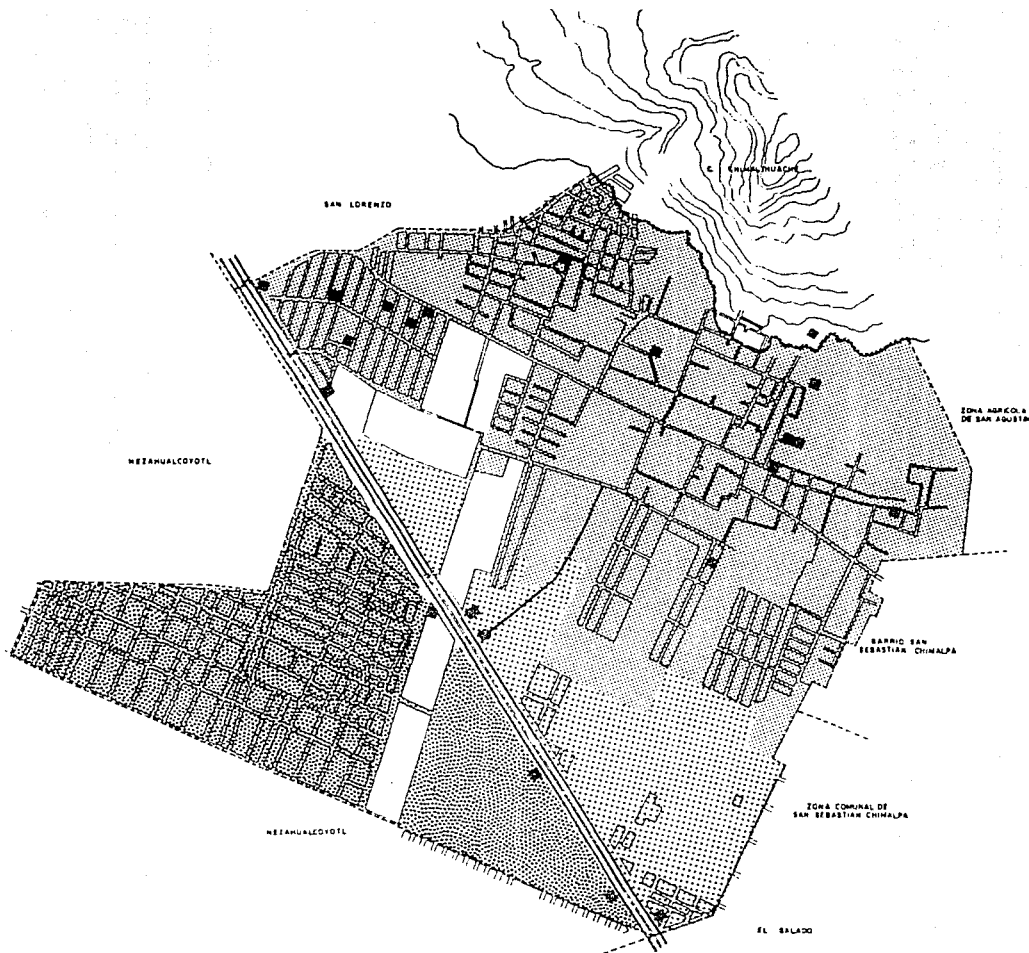 C. CHIMALHUACHE
SAN LORENZO
ZONA AGRICOLA
DE SAN AGUSTIN
NEZAHUALCOYOTL
BARRIO SAN
SEBASTIAN CHIMALPA
ZONA COMUNAL DE
SAN SEBASTIAN CHIMALPA
NEZAHUALCOYOTL
EL SALADO